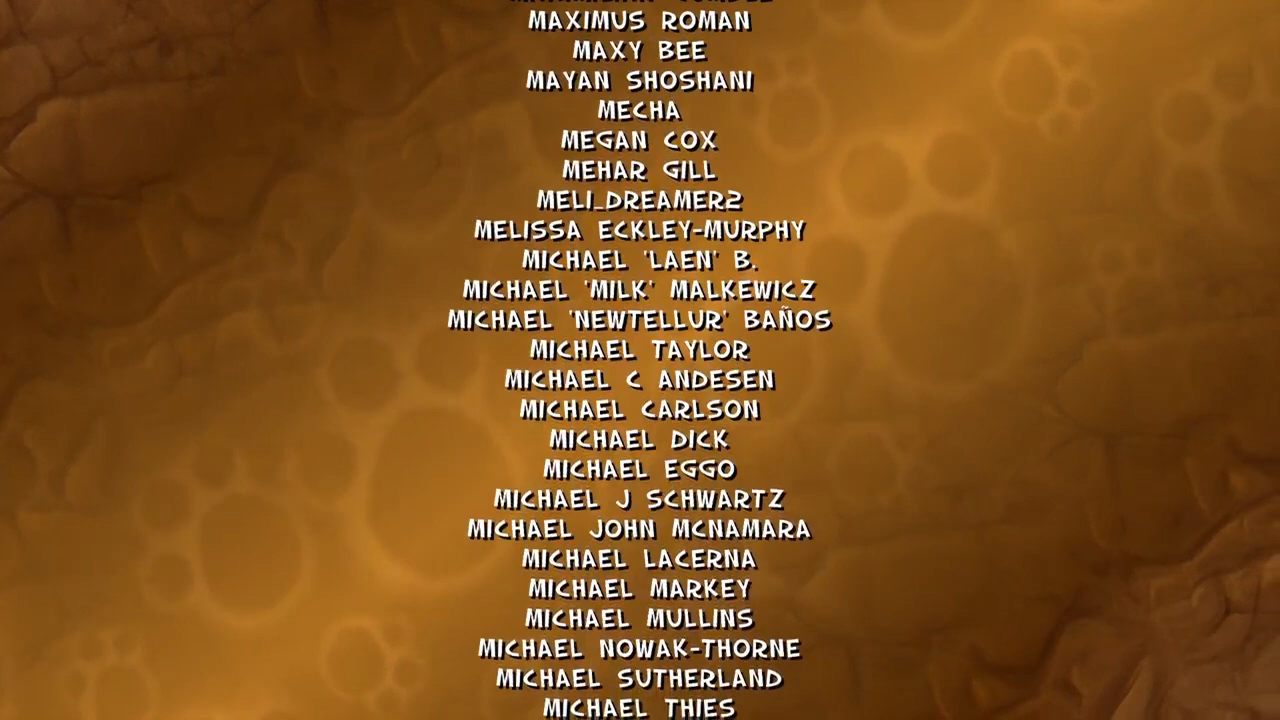 MAXIMUS ROMAN
MAXY BEE
MAYAN SHOSHANI
MECHA
MEGAN COX
MEHAR GILL
MELI_DREAMER2
MELISSA ECKLEY-MURPHY
MICHAEL 'LAEN' B.
MICHAEL 'MILK' MALKEWICZ
MICHAEL 'NEWTELLUR' BAÑOS
MICHAEL TAYLOR
MICHAEL C ANDESEN
MICHAEL CARLSON
MICHAEL DICK
MICHAEL EGGO
MICHAEL J SCHWARTZ
MICHAEL JOHN MCNAMARA
MICHAEL LACERNA
MICHAEL MARKEY
MICHAEL MULLINS
MICHAEL NOWAK-THORNE
MICHAEL SUTHERLAND
MICHAEL THIES